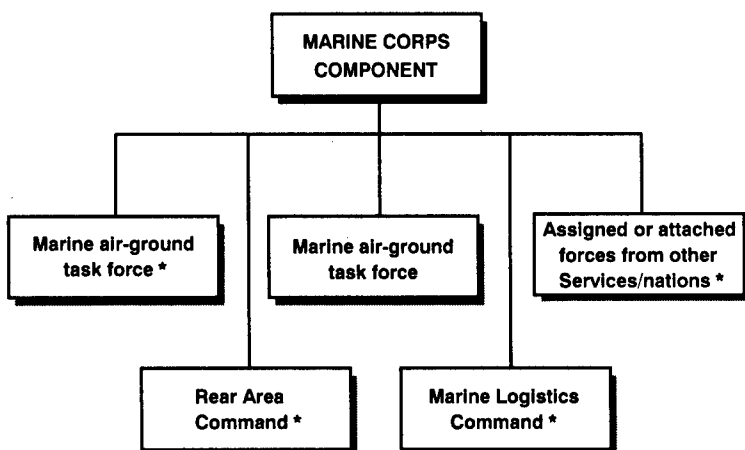 MARINE CORPS
COMPONENT
Marine air-ground
task force *
Marine air-ground
task force
Assigned or attached
forces from other
Services/nations *
Rear Area
Command *
Marine Logistics
Command *